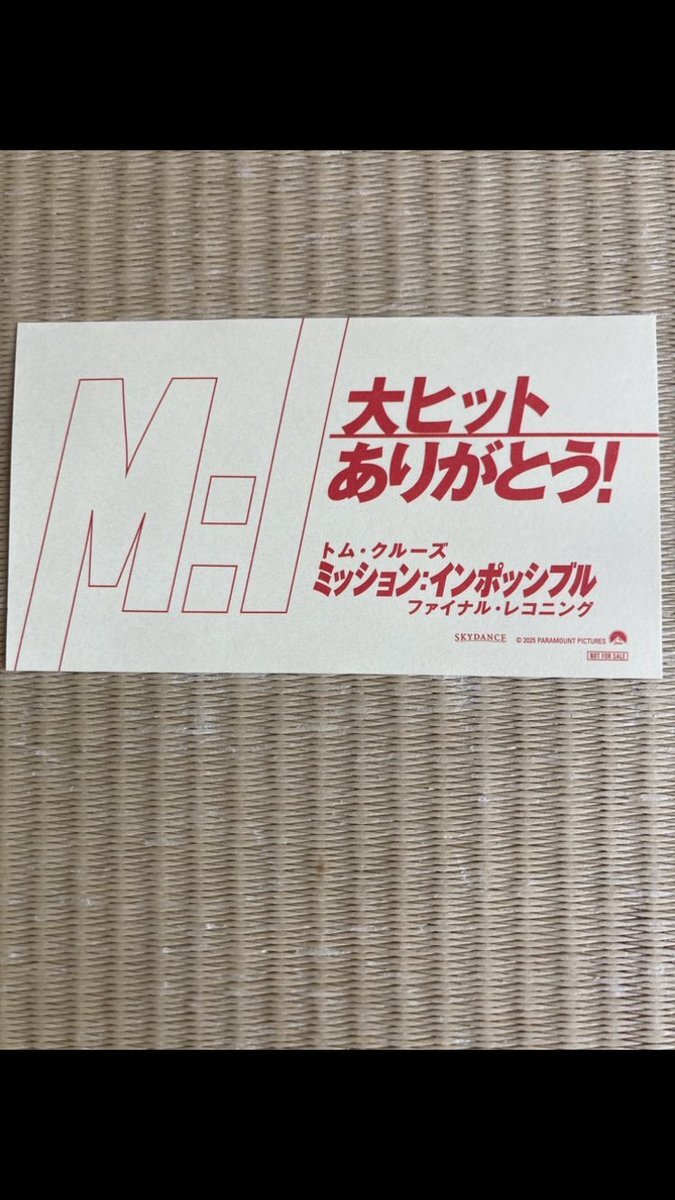 M:I
大ヒット
ありがとう!
トム・クルーズ
ミッション:インポッシブル
ファイナル・レコニング
SKYDANCE © 2025 PARAMOUNT PICTURES
NOT FOR SALE